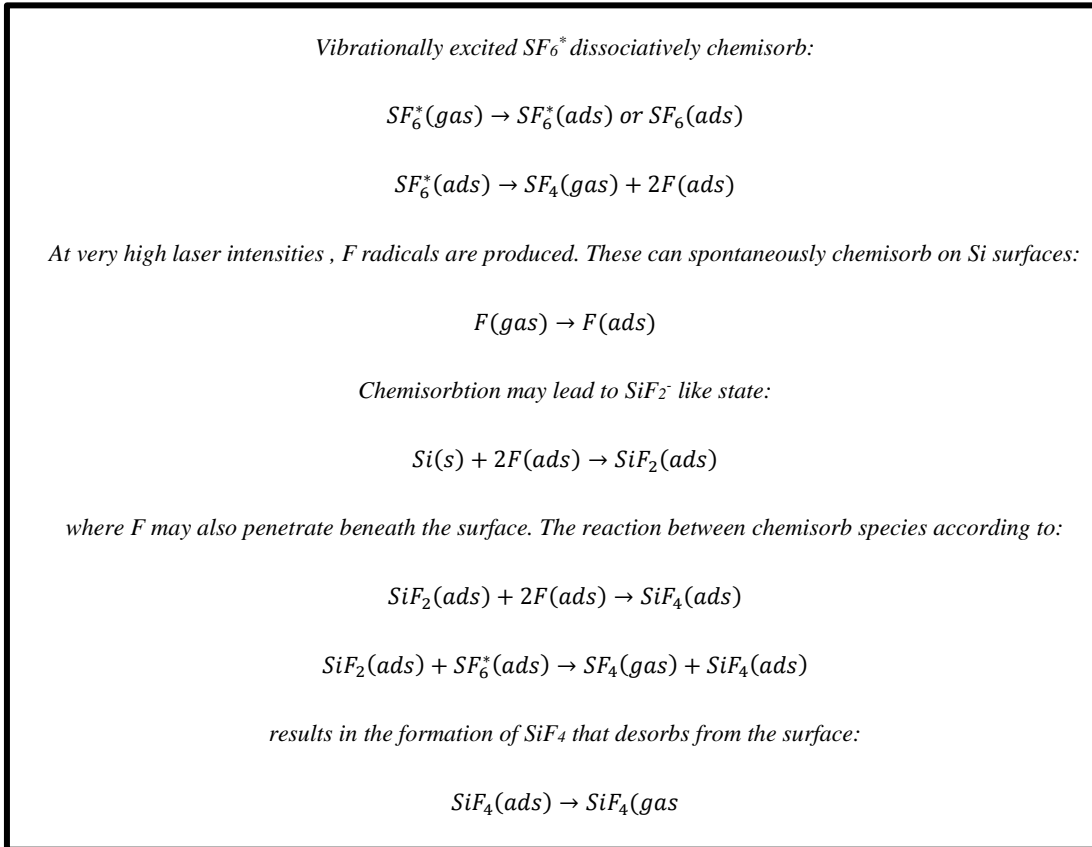 Vibrationally excited SF₆* dissociatively chemisorb:
SF₆*(gas) → SF₆*(ads) or SF₆(ads)
SF₆*(ads) → SF₄(gas) + 2F(ads)
At very high laser intensities , F radicals are produced. These can spontaneously chemisorb on Si surfaces:
F(gas) → F(ads)
Chemisorbtion may lead to SiF₂⁻ like state:
Si(s) + 2F(ads) → SiF₂(ads)
where F may also penetrate beneath the surface. The reaction between chemisorb species according to:
SiF₂(ads) + 2F(ads) → SiF₄(ads)
SiF₂(ads) + SF₆*(ads) → SF₄(gas) + SiF₄(ads)
results in the formation of SiF₄ that desorbs from the surface:
SiF₄(ads) → SiF₄(gas